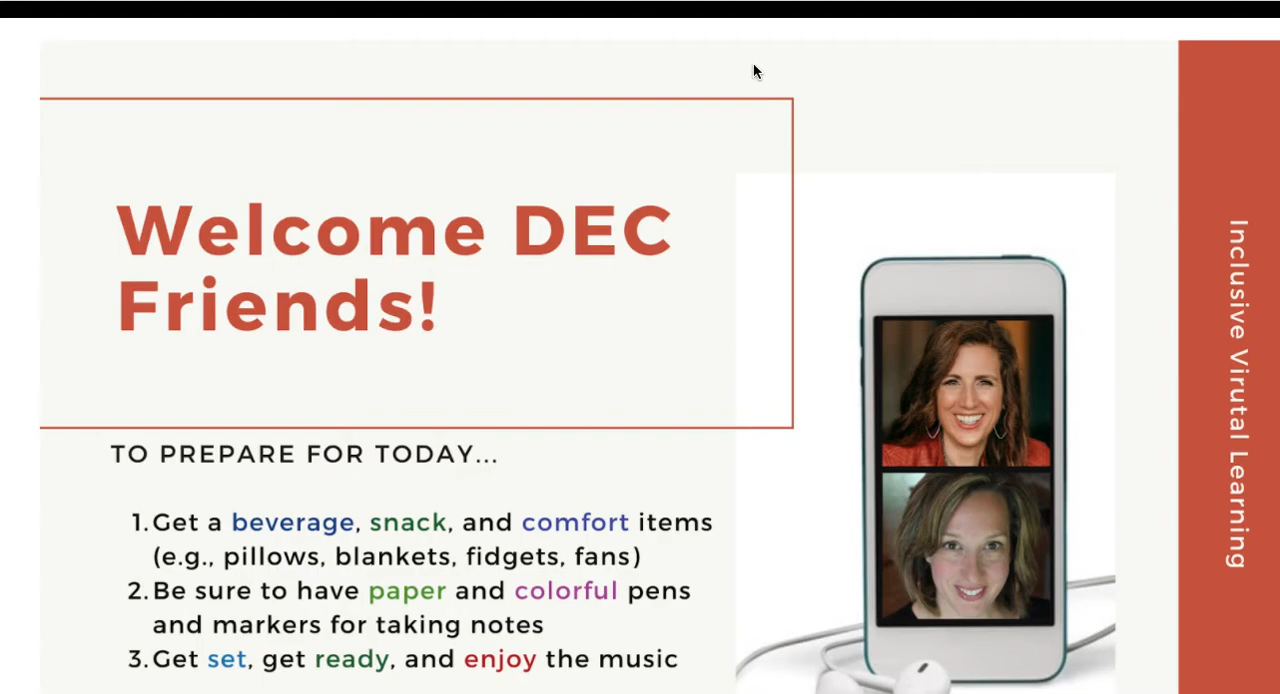 Welcome DEC
Friends!
TO PREPARE FOR TODAY...
1. Get a beverage, snack, and comfort items
(e.g., pillows, blankets, fidgets, fans)
2. Be sure to have paper and colorful pens
and markers for taking notes
3. Get set, get ready, and enjoy the music
Inclusive Virutal Learning